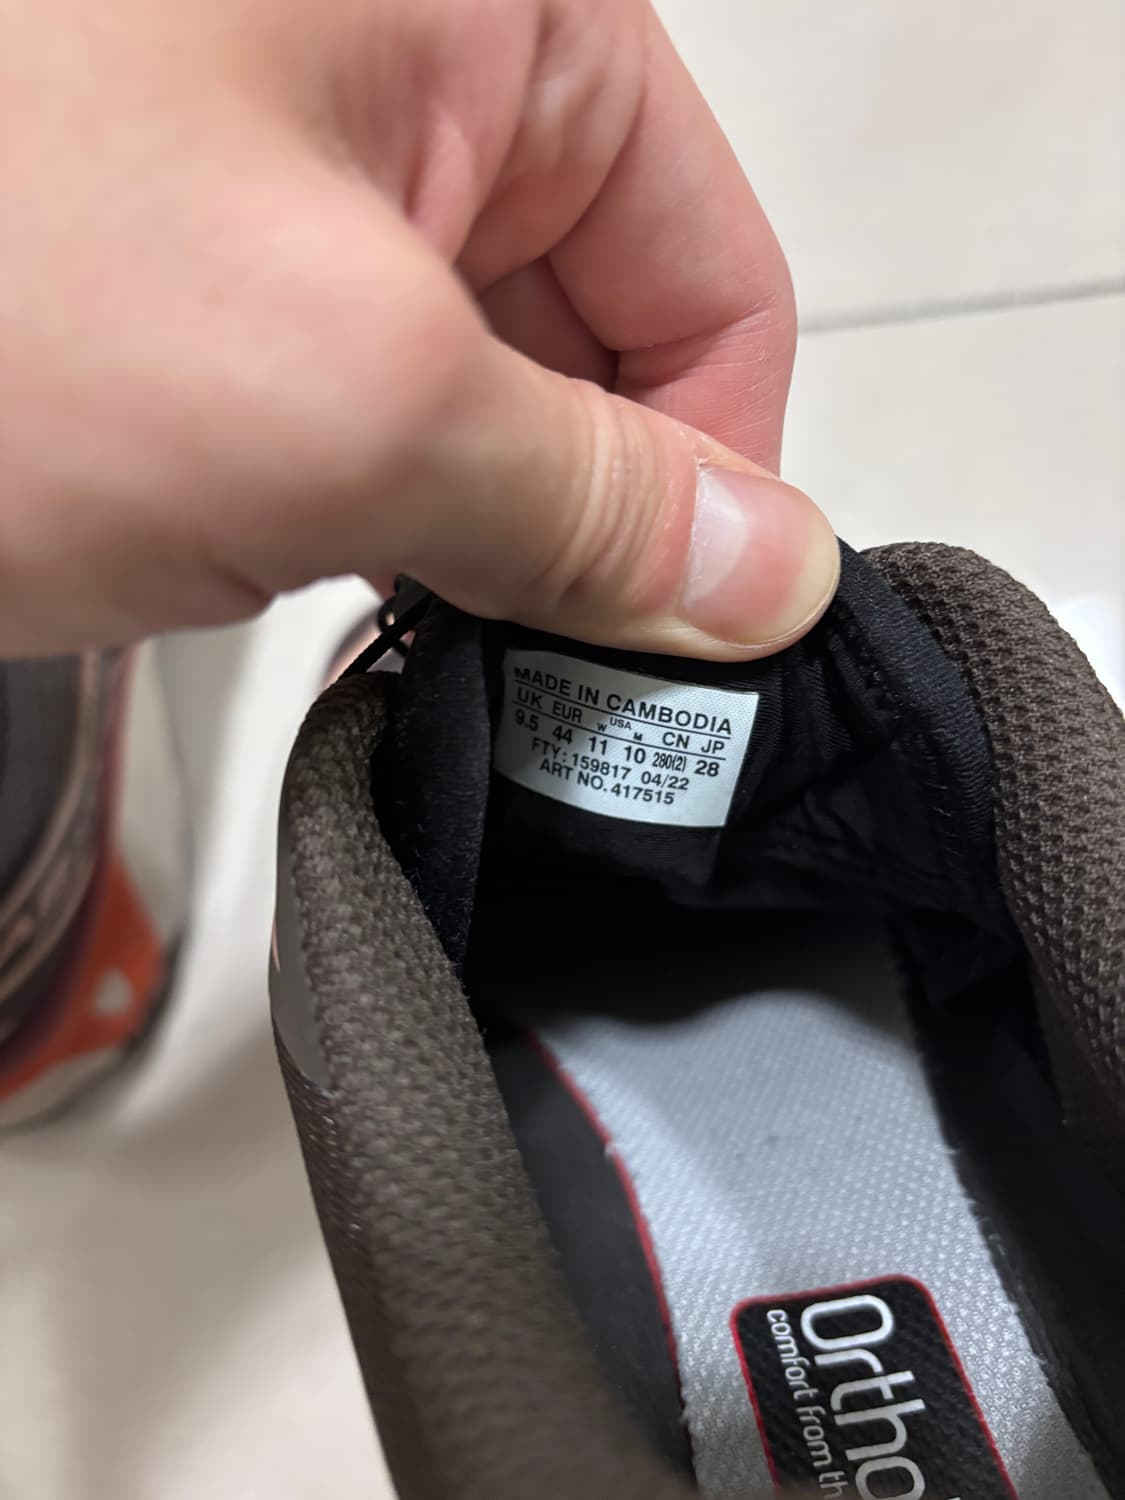 MADE IN CAMBODIA
UK EUR W USA M CN JP
9.5 44 11 10 280(2) 28
FTY: 159817 04/22
ART NO. 417515
Ortho
comfort from th